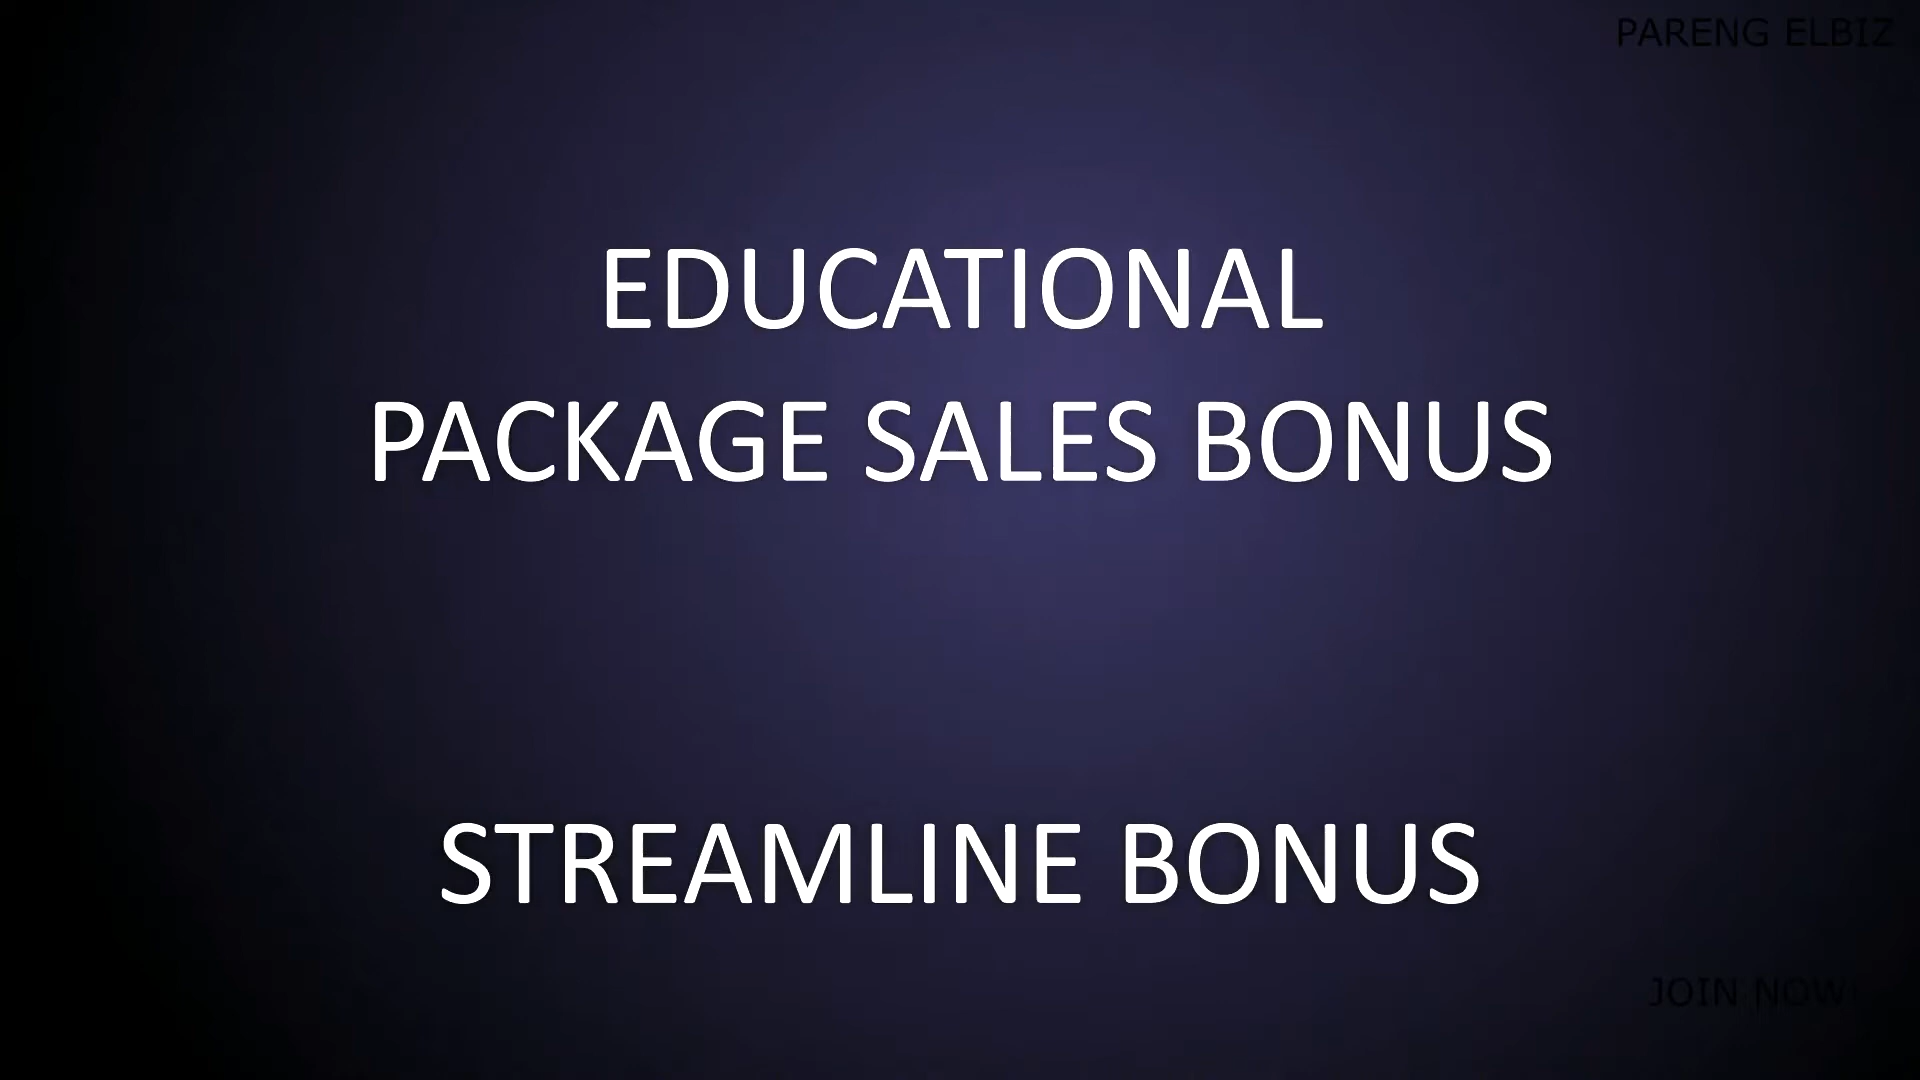 PARENG ELBIZ
EDUCATIONAL
PACKAGE SALES BONUS
STREAMLINE BONUS
JOIN NOW!